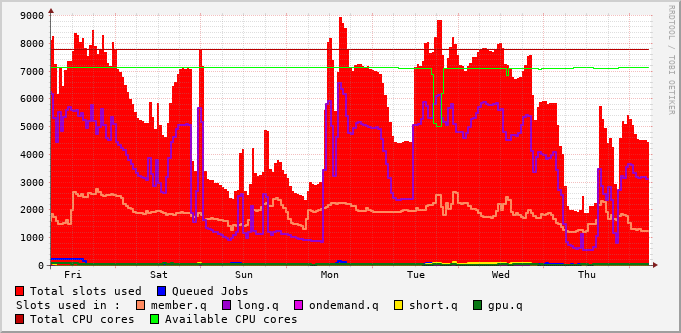 RRDTOOL / TOBI OETIKER
9000
8000
7000
6000
5000
4000
3000
2000
1000
0
Fri Sat Sun Mon Tue Wed Thu
Total slots used Queued Jobs
Slots used in : member.q long.q ondemand.q short.q gpu.q
Total CPU cores Available CPU cores